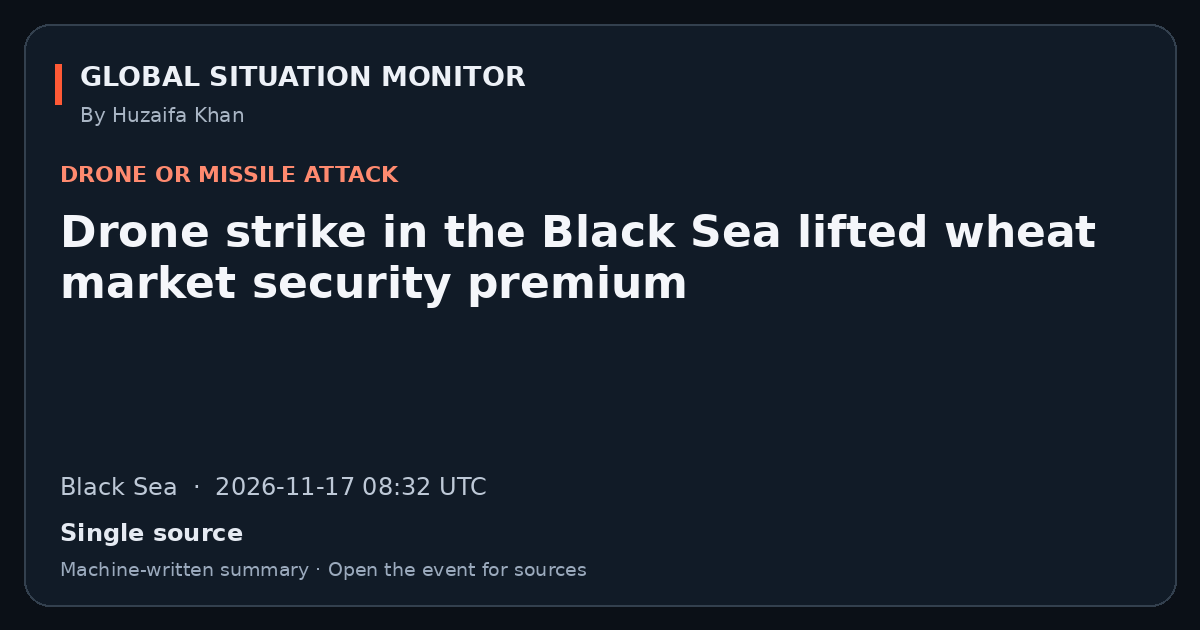 GLOBAL SITUATION MONITOR
By Huzaifa Khan
DRONE OR MISSILE ATTACK
Drone strike in the Black Sea lifted wheat
market security premium
Black Sea · 2026-11-17 08:32 UTC
Single source
Machine-written summary · Open the event for sources